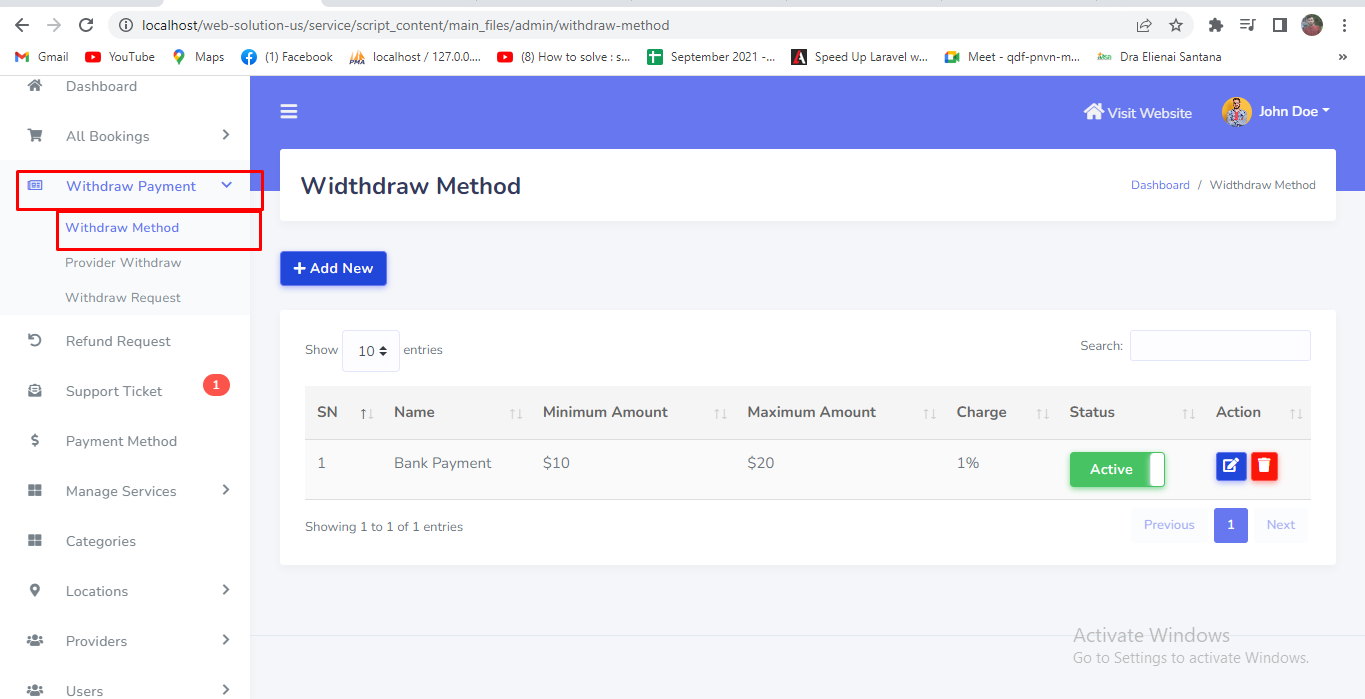 localhost/web-solution-us/service/script_content/main_files/admin/withdraw-method
Gmail
YouTube
Maps
(1) Facebook
localhost / 127.0.0....
(8) How to solve : s...
September 2021 -...
Speed Up Laravel w...
Meet - qdf-pnvn-m...
Dra Elienai Santana
»
Dashboard
All Bookings
Withdraw Payment
Withdraw Method
Provider Withdraw
Withdraw Request
Refund Request
Support Ticket 1
Payment Method
Manage Services
Categories
Locations
Providers
Users
Visit Website
John Doe
Widthdraw Method
Dashboard / Widthdraw Method
+ Add New
Show 10 entries
Search:
SN Name Minimum Amount Maximum Amount Charge Status Action
1 Bank Payment $10 $20 1% Active
Showing 1 to 1 of 1 entries
Previous 1 Next
Activate Windows
Go to Settings to activate Windows.